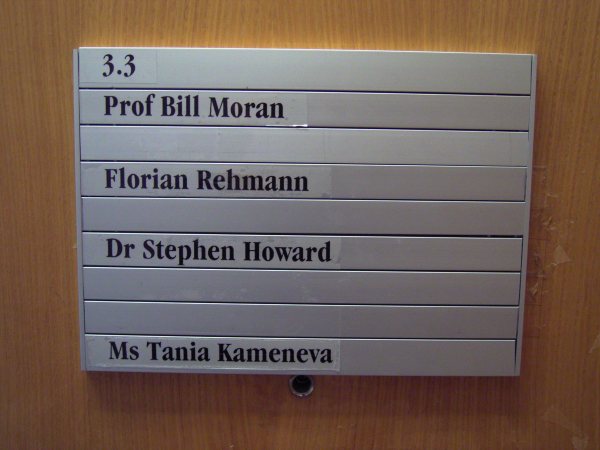 3.3
Prof Bill Moran
Florian Rehmann
Dr Stephen Howard
Ms Tania Kameneva